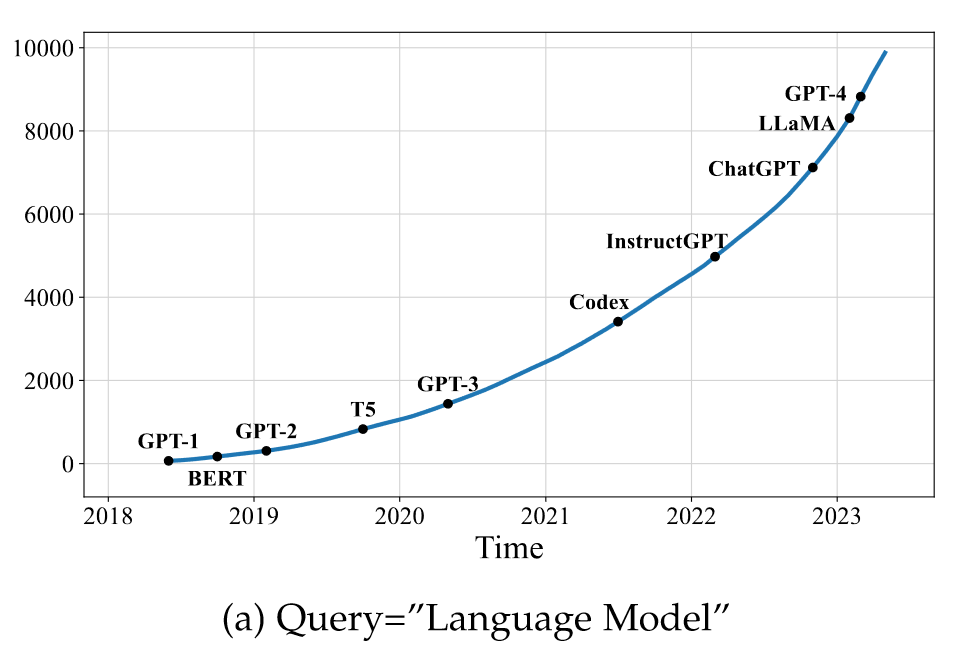 10000
8000
6000
4000
2000
0
GPT-4
LLaMA
ChatGPT
InstructGPT
Codex
GPT-3
T5
GPT-2
GPT-1
BERT
2018 2019 2020 2021 2022 2023
Time
(a) Query=”Language Model”